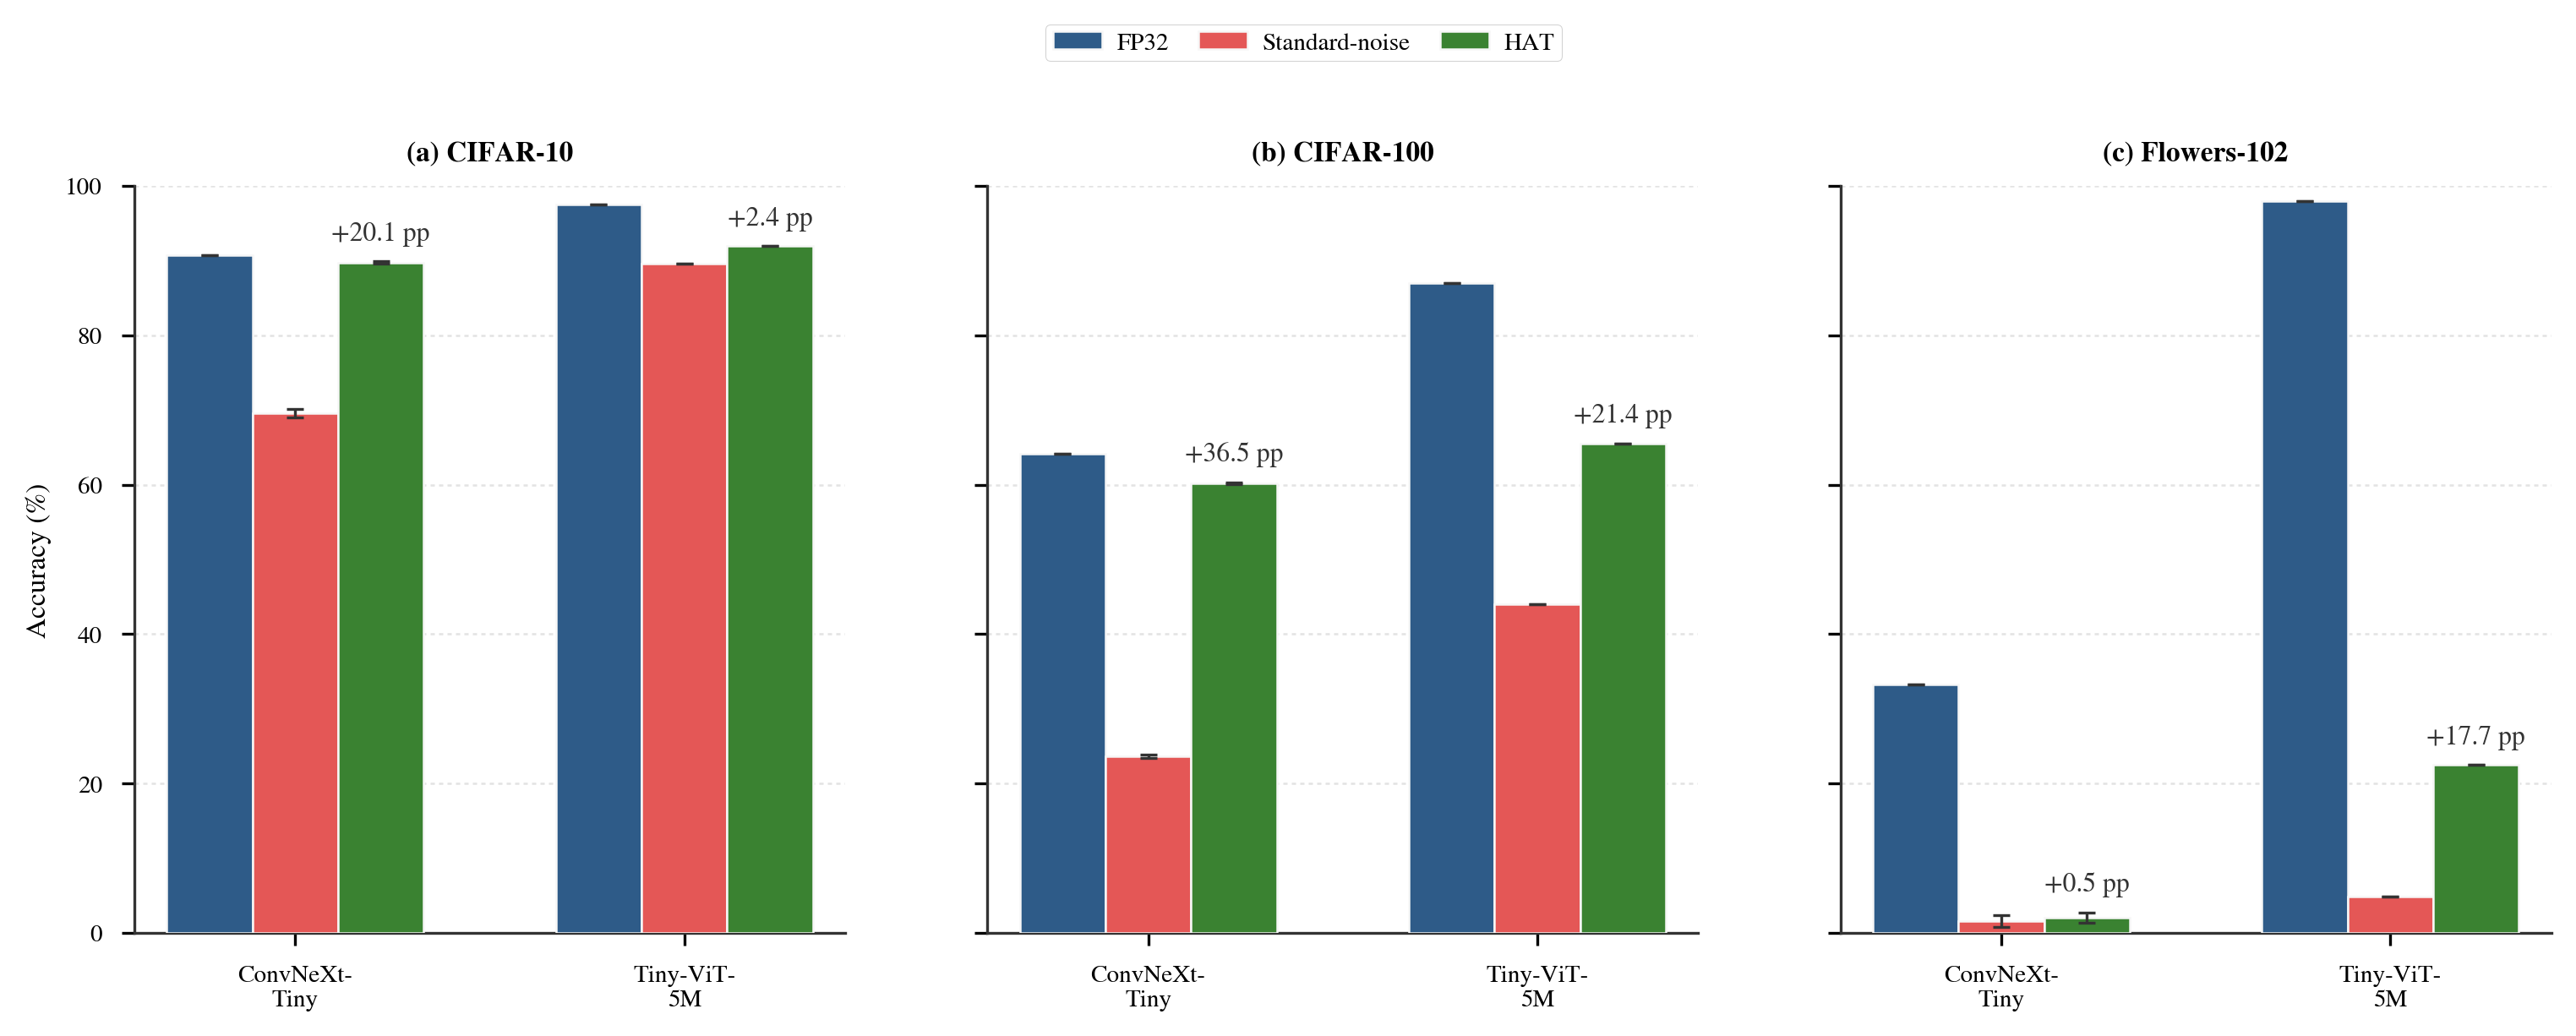 FP32 Standard-noise HAT
(a) CIFAR-10
(b) CIFAR-100
(c) Flowers-102
Accuracy (%)
100
80
60
40
20
0
+20.1 pp
+2.4 pp
+36.5 pp
+21.4 pp
+0.5 pp
+17.7 pp
ConvNeXt-
Tiny
Tiny-ViT-
5M
ConvNeXt-
Tiny
Tiny-ViT-
5M
ConvNeXt-
Tiny
Tiny-ViT-
5M